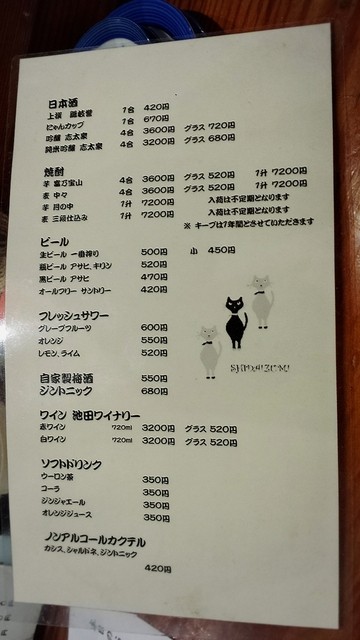 日本酒
上撰 誠鏡誉 1合 420円
にゃんカップ 1合 670円
吟醸 志太泉 4合 3600円 グラス 720円
純米吟醸 志太泉 4合 3200円 グラス 680円
焼酎
芋 富乃宝山 4合 3600円 グラス 520円 1升 7200円
麦 中々 4合 3600円 グラス 520円 1升 7200円
芋 月の中 1升 7200円 入荷は不定期となります
麦 三段仕込み 1升 7200円 入荷は不定期となります
※ キープは1年間とさせていただきます
ビール
生ビール 一番搾り 500円 小 450円
瓶ビール アサヒ、キリン 520円
黒ビール アサヒ 470円
オールフリー サントリー 420円
フレッシュサワー
グレープフルーツ 600円
オレンジ 550円
レモン、ライム 520円
自家製梅酒 550円
ジントニック 680円
ワイン 池田ワイナリー
赤ワイン 720ml 3200円 グラス 520円
白ワイン 720ml 3200円 グラス 520円
ソフトドリンク
ウーロン茶 350円
コーラ 350円
ジンジャエール 350円
オレンジジュース 350円
ノンアルコールカクテル
カシス、シャルドネ、ジントニック
420円